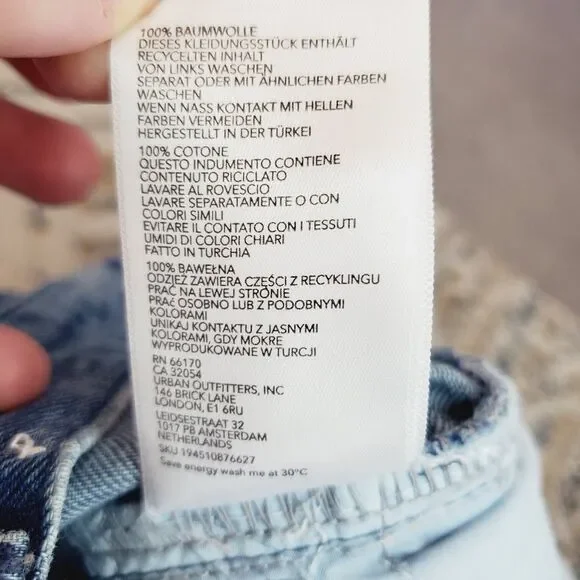 100% BAUMWOLLE
DIESES KLEIDUNGSSTÜCK ENTHÄLT
RECYCELTEN INHALT
VON LINKS WASCHEN
SEPARAT ODER MIT ÄHNLICHEN FARBEN
WASCHEN
WENN NASS KONTAKT MIT HELLEN
FARBEN VERMEIDEN
HERGESTELLT IN DER TÜRKEI
100% COTONE
QUESTO INDUMENTO CONTIENE
CONTENUTO RICICLATO
LAVARE AL ROVESCIO
LAVARE SEPARATAMENTE O CON
COLORI SIMILI
EVITARE IL CONTATO CON I TESSUTI
UMIDI DI COLORI CHIARI
FATTO IN TURCHIA
100% BAWEŁNA
ODZIEŻ ZAWIERA CZĘŚCI Z RECYKLINGU
PRAĆ NA LEWEJ STRONIE
PRAĆ OSOBNO LUB Z PODOBNYMI
KOLORAMI
UNIKAJ KONTAKTU Z JASNYMI
KOLORAMI, GDY MOKRE
WYPRODUKOWANE W TURCJI
RN 66170
CA 32054
URBAN OUTFITTERS, INC
146 BRICK LANE
LONDON, E1 6RU
LEIDSESTRAAT 32
1017 PB AMSTERDAM
NETHERLANDS
SKU 194510876627
Save energy wash me at 30°C